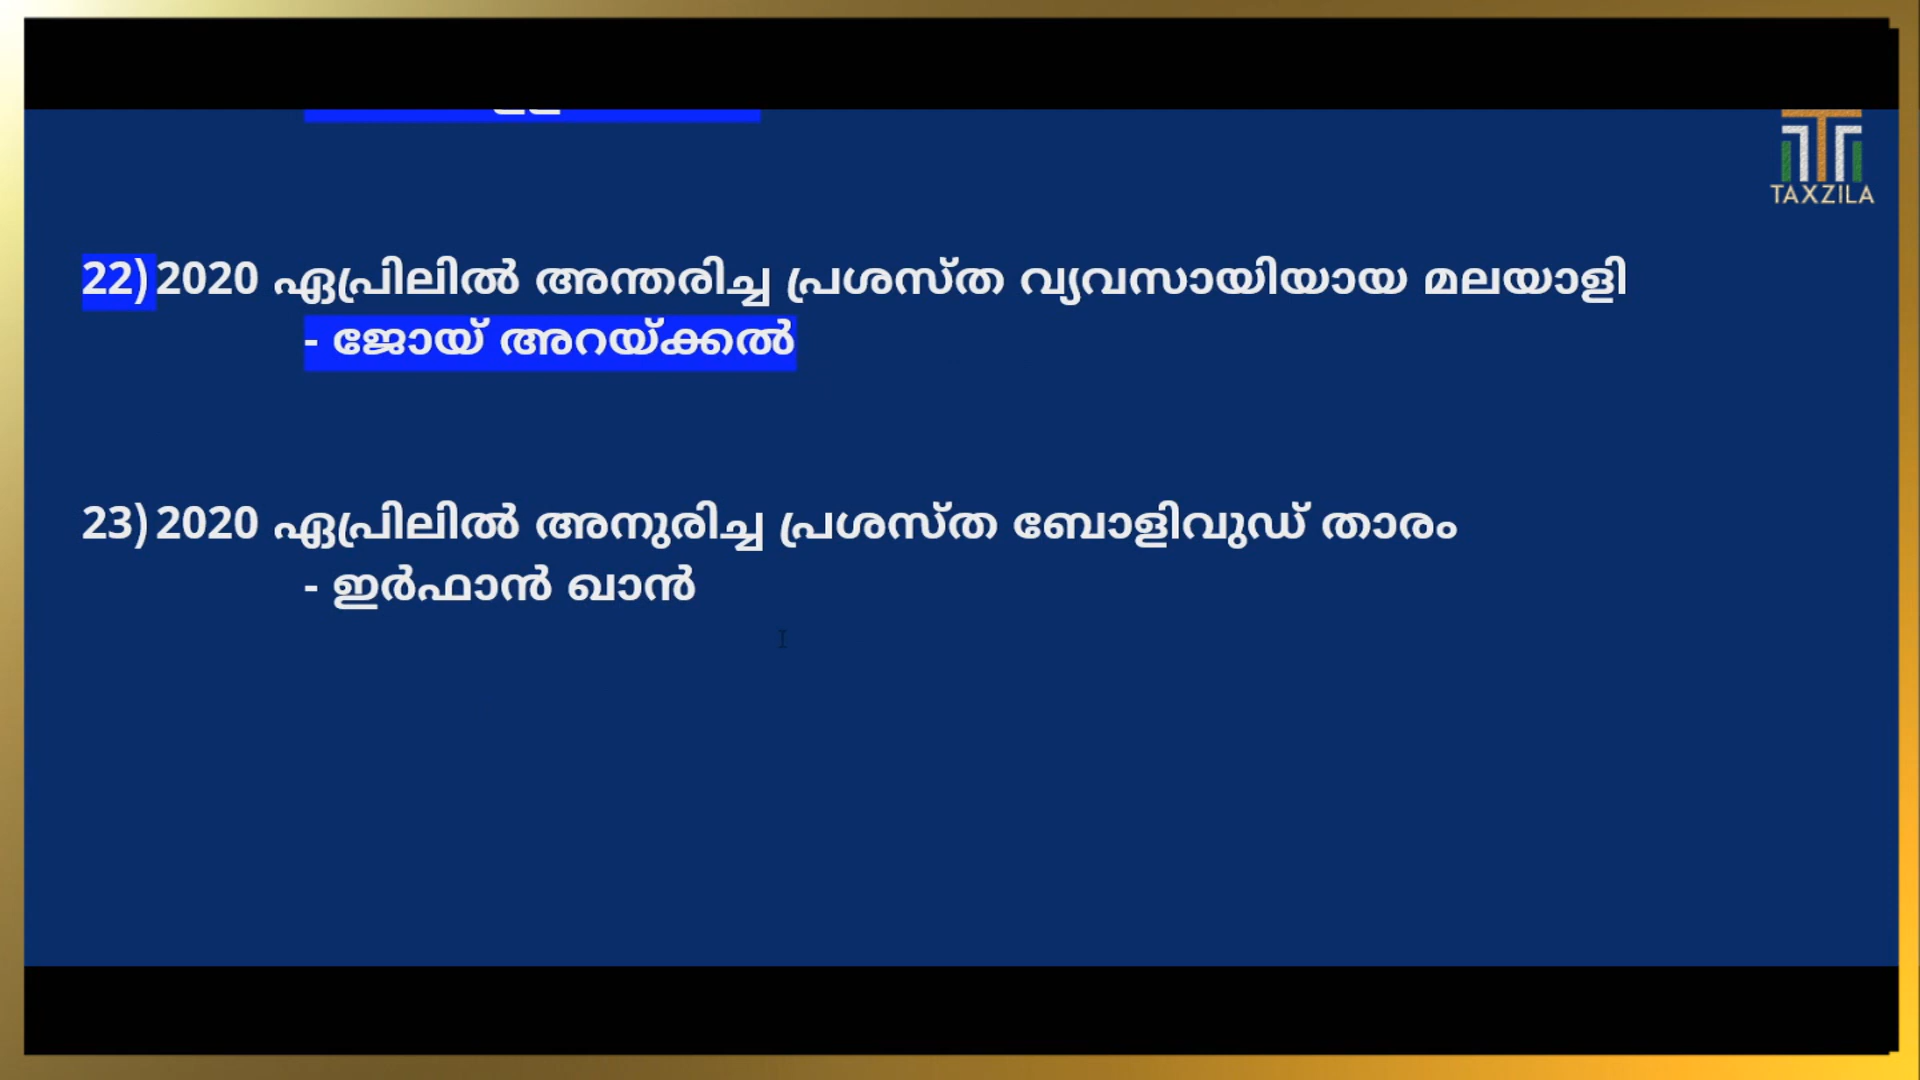 TAXZILA
22) 2020 ഏപ്രിലിൽ അന്തരിച്ച പ്രശസ്ത വ്യവസായിയായ മലയാളി
- ജോയ് അറയ്ക്കൽ
23) 2020 ഏപ്രിലിൽ അനുരിച്ച പ്രശസ്ത ബോളിവുഡ് താരം
- ഇർഫാൻ ഖാൻ